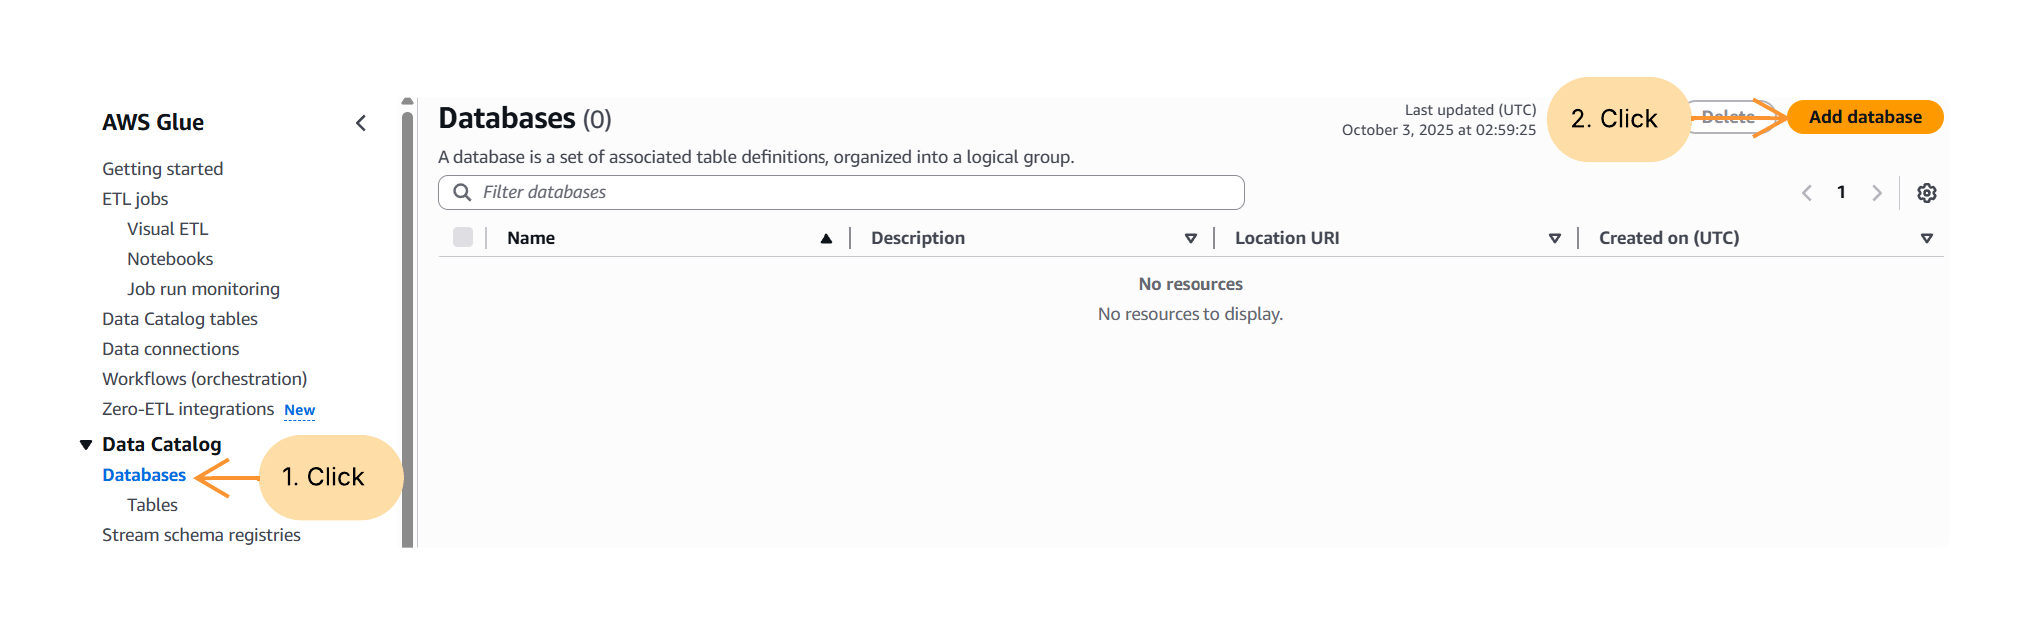 AWS Glue
Getting started
ETL jobs
Visual ETL
Notebooks
Job run monitoring
Data Catalog tables
Data connections
Workflows (orchestration)
Zero-ETL integrations New
Data Catalog
Databases
1. Click
Tables
Stream schema registries
Databases (0)
Last updated (UTC)
October 3, 2025 at 02:59:25
2. Click
Delete
Add database
A database is a set of associated table definitions, organized into a logical group.
Filter databases
1
Name Description Location URI Created on (UTC)
No resources
No resources to display.